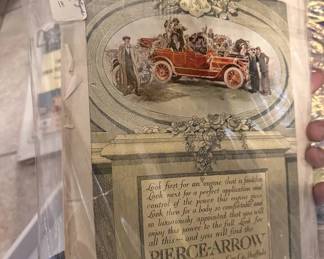 Look first for an engine that is faultless
Look next for a perfect application and
control of the power this engine gives
Look then for a body so comfortable and
so luxuriously appointed that you will
enjoy this power to the full. Look for
all this—and you will find the
PIERCE-ARROW